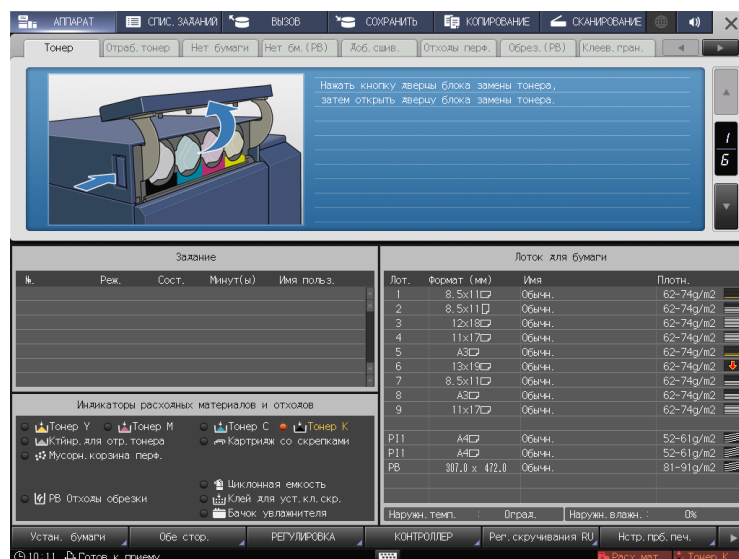 АППАРАТ СПИС. ЗАДАНИЙ ВЫЗОВ СОХРАНИТЬ КОПИРОВАНИЕ СКАНИРОВАНИЕ
Тонер Отраб. тонер Нет бумаги Нет бм. (PB) Доб. сшив. Отходы перф. Обрез. (PB) Клеев. гран.
Нажать кнопку дверцы блока замены тонера,
затем открыть дверцу блока замены тонера.
1
6
Задание
№. Реж. Сост. Минут(ы) Имя польз.
Индикаторы расходных материалов и отходов
Тонер Y Тонер M Тонер C Тонер K
Ктйнр. для отр. тонера Картридж со скрепками
Мусорн. корзина перф.
Циклонная емкость
PB Отходы обрезки Клей для уст. кл. скр.
Бачок увлажнителя
Лоток для бумаги
Лот. Формат (мм) Имя Плотн.
1 8.5x11 Обычн. 62-74g/m2
2 8.5x11 Обычн. 62-74g/m2
3 12x18 Обычн. 62-74g/m2
4 11x17 Обычн. 62-74g/m2
5 A3 Обычн. 62-74g/m2
6 13x19 Обычн. 62-74g/m2
7 8.5x11 Обычн. 62-74g/m2
8 A3 Обычн. 62-74g/m2
9 11x17 Обычн. 62-74g/m2
PI1 A4 Обычн. 52-61g/m2
PI1 A4 Обычн. 52-61g/m2
PB 307.0 x 472.0 Обычн. 81-91g/m2
Наружн. темп. : 0град. Наружн. влажн. : 0%
Устан. бумаги Обе стор. РЕГУЛИРОВКА КОНТРОЛЛЕР Рег. скручивания RU Нстр. прб. печ.
10:11 Готов к приему Расх. мат. Тонер K